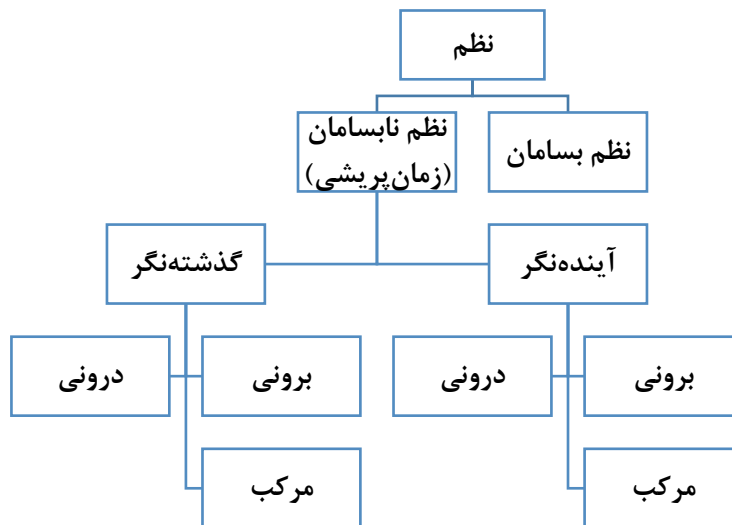 نظم
نظم بسامان
نظم نابسامان
(زمان‌پریشی)
آینده‌نگر
گذشته‌نگر
برونی
درونی
برونی
درونی
مرکب
مرکب